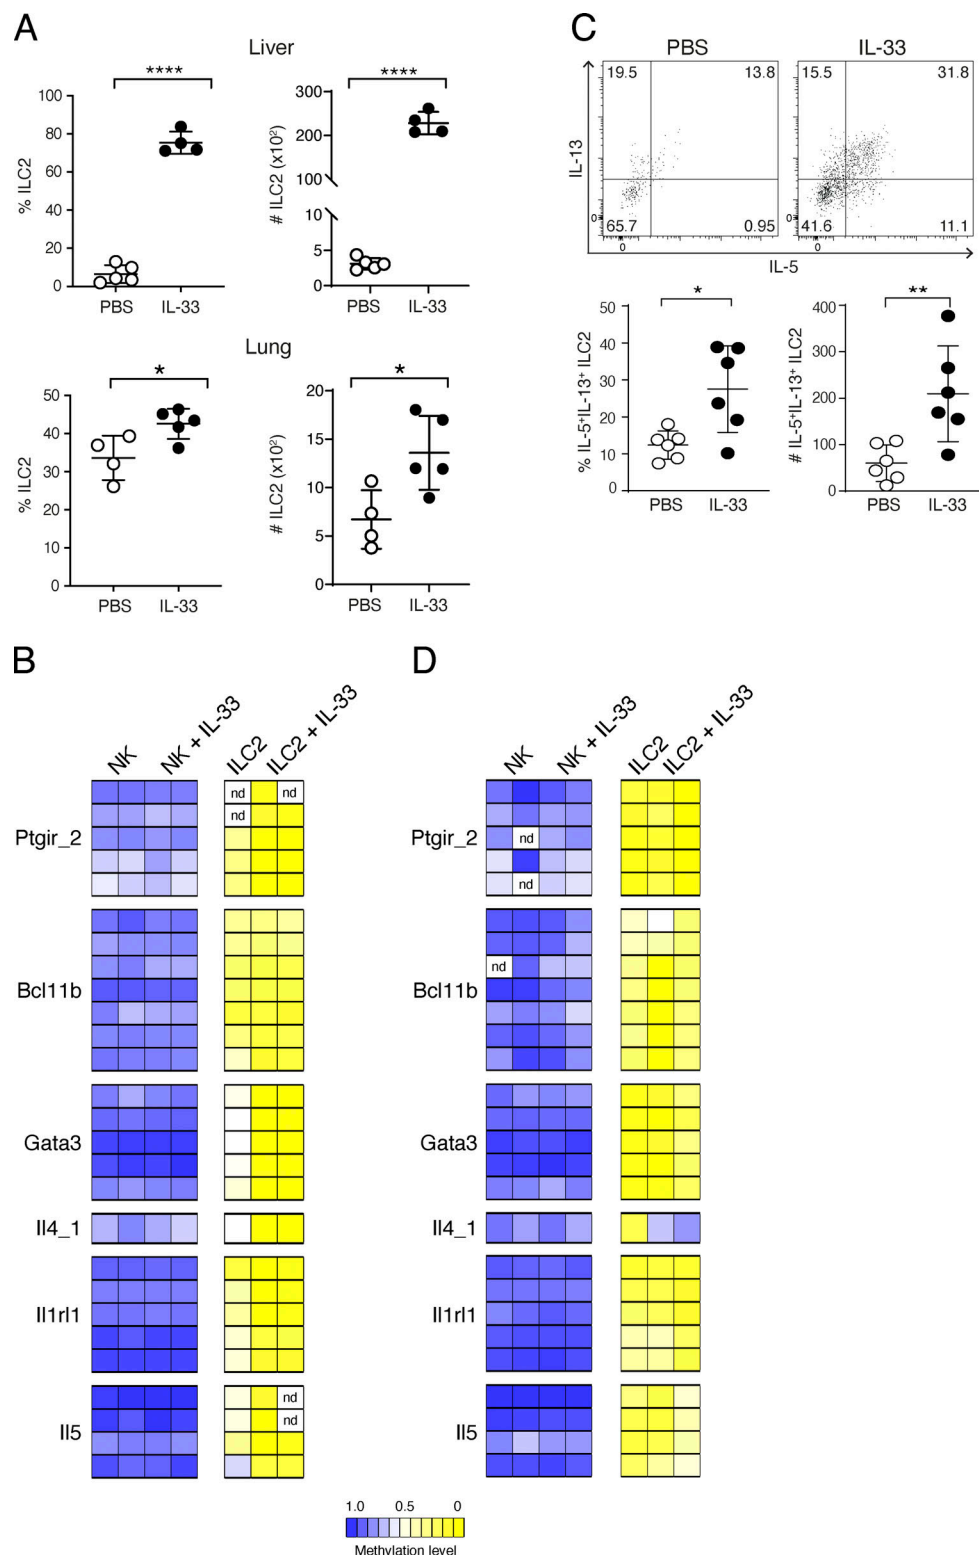 A
Liver
****
****
% ILC2
100
80
60
40
20
0
PBS
IL-33
# ILC2 (x10²)
300
200
100
10
5
0
PBS
IL-33
Lung
*
*
% ILC2
50
40
30
20
10
0
PBS
IL-33
# ILC2 (x10²)
20
15
10
5
0
PBS
IL-33
C
PBS
IL-33
IL-13
19.5
13.8
65.7
0.95
0
0
15.5
31.8
41.6
11.1
0
0
IL-5
*
**
% IL-5⁺IL-13⁺ ILC2
50
40
30
20
10
0
PBS
IL-33
# IL-5⁺IL-13⁺ ILC2
400
300
200
100
0
PBS
IL-33
B
NK
NK + IL-33
ILC2
ILC2 + IL-33
nd
nd
nd
Ptgir_2
Bcl11b
Gata3
Il4_1
Il1rl1
nd
nd
Il5
D
NK
NK + IL-33
ILC2
ILC2 + IL-33
Ptgir_2
nd
nd
nd
Bcl11b
Gata3
Il4_1
Il1rl1
Il5
1.0
0.5
0
Methylation level